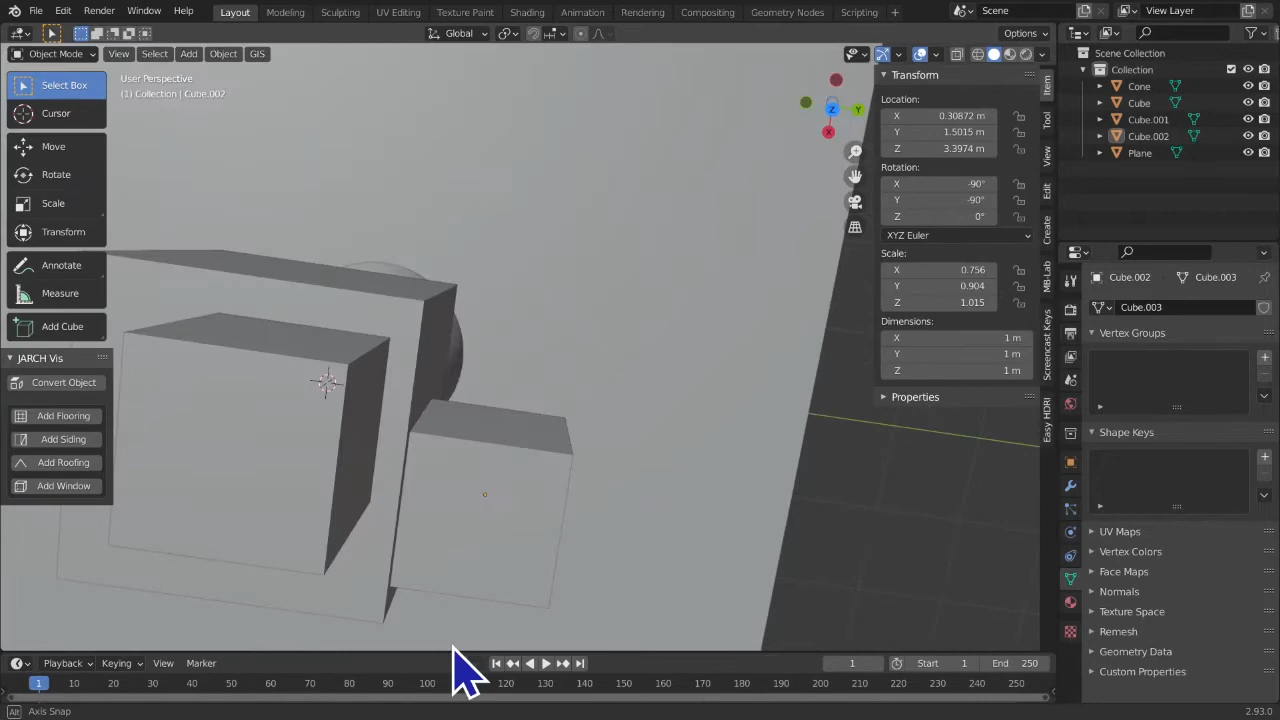 File Edit Render Window Help Layout Modeling Sculpting UV Editing Texture Paint Shading Animation Rendering Compositing Geometry Nodes Scripting + Scene View Layer
Global Options
Object Mode View Select Add Object GIS
User Perspective
(1) Collection | Cube.002
Select Box
Cursor
Move
Rotate
Scale
Transform
Annotate
Measure
Add Cube
JARCH Vis
Convert Object
Add Flooring
Add Siding
Add Roofing
Add Window
Z
Y
X
Transform
Location:
X 0.30872 m
Y 1.5015 m
Z 3.3974 m
Rotation:
X -90°
Y -90°
Z 0°
XYZ Euler
Scale:
X 0.756
Y 0.904
Z 1.015
Dimensions:
X 1 m
Y 1 m
Z 1 m
Properties
Item
Tool
View
Edit
Create
MB-Lab
Screencast Keys
Easy HDRI
Scene Collection
Collection
Cone
Cube
Cube.001
Cube.002
Plane
Cube.002 Cube.003
Cube.003
Vertex Groups
Shape Keys
UV Maps
Vertex Colors
Face Maps
Normals
Texture Space
Remesh
Geometry Data
Custom Properties
Playback Keying View Marker 1 Start 1 End 250
1 10 20 30 40 50 60 70 80 90 100 120 130 140 150 160 170 180 190 200 210 220 230 240 250
Alt Axis Snap 2.93.0